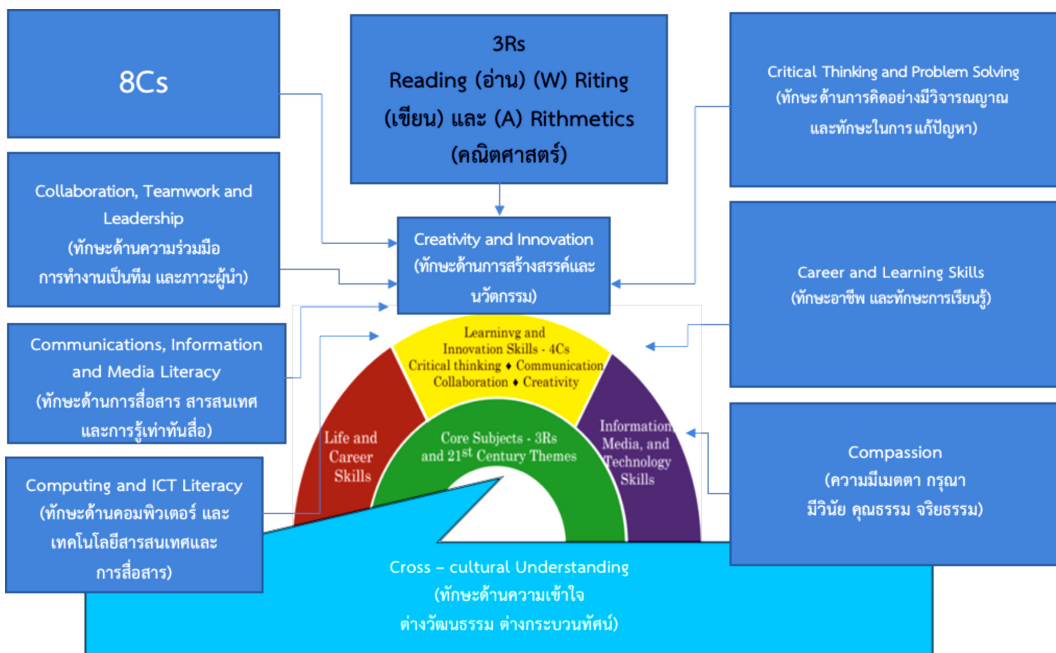 8Cs
3Rs
Reading (อ่าน) (W) Riting
(เขียน) และ (A) Rithmetics
(คณิตศาสตร์)
Critical Thinking and Problem Solving
(ทักษะด้านการคิดอย่างมีวิจารณญาณ
และทักษะในการแก้ปัญหา)
Collaboration, Teamwork and
Leadership
(ทักษะด้านความร่วมมือ
การทำงานเป็นทีม และภาวะผู้นำ)
Creativity and Innovation
(ทักษะด้านการสร้างสรรค์และ
นวัตกรรม)
Career and Learning Skills
(ทักษะอาชีพ และทักษะการเรียนรู้)
Communications, Information
and Media Literacy
(ทักษะด้านการสื่อสาร สารสนเทศ
และการรู้เท่าทันสื่อ)
Learninvg and
Innovation Skills - 4Cs
Critical thinking ♦ Communication
Collaboration ♦ Creativity
Life and
Career
Skills
Core Subjects - 3Rs
and 21st Century Themes
Information,
Media, and
Technology
Skills
Compassion
(ความมีเมตตา กรุณา
มีวินัย คุณธรรม จริยธรรม)
Computing and ICT Literacy
(ทักษะด้านคอมพิวเตอร์ และ
เทคโนโลยีสารสนเทศและ
การสื่อสาร)
Cross – cultural Understanding
(ทักษะด้านความเข้าใจ
ต่างวัฒนธรรม ต่างกระบวนทัศน์)